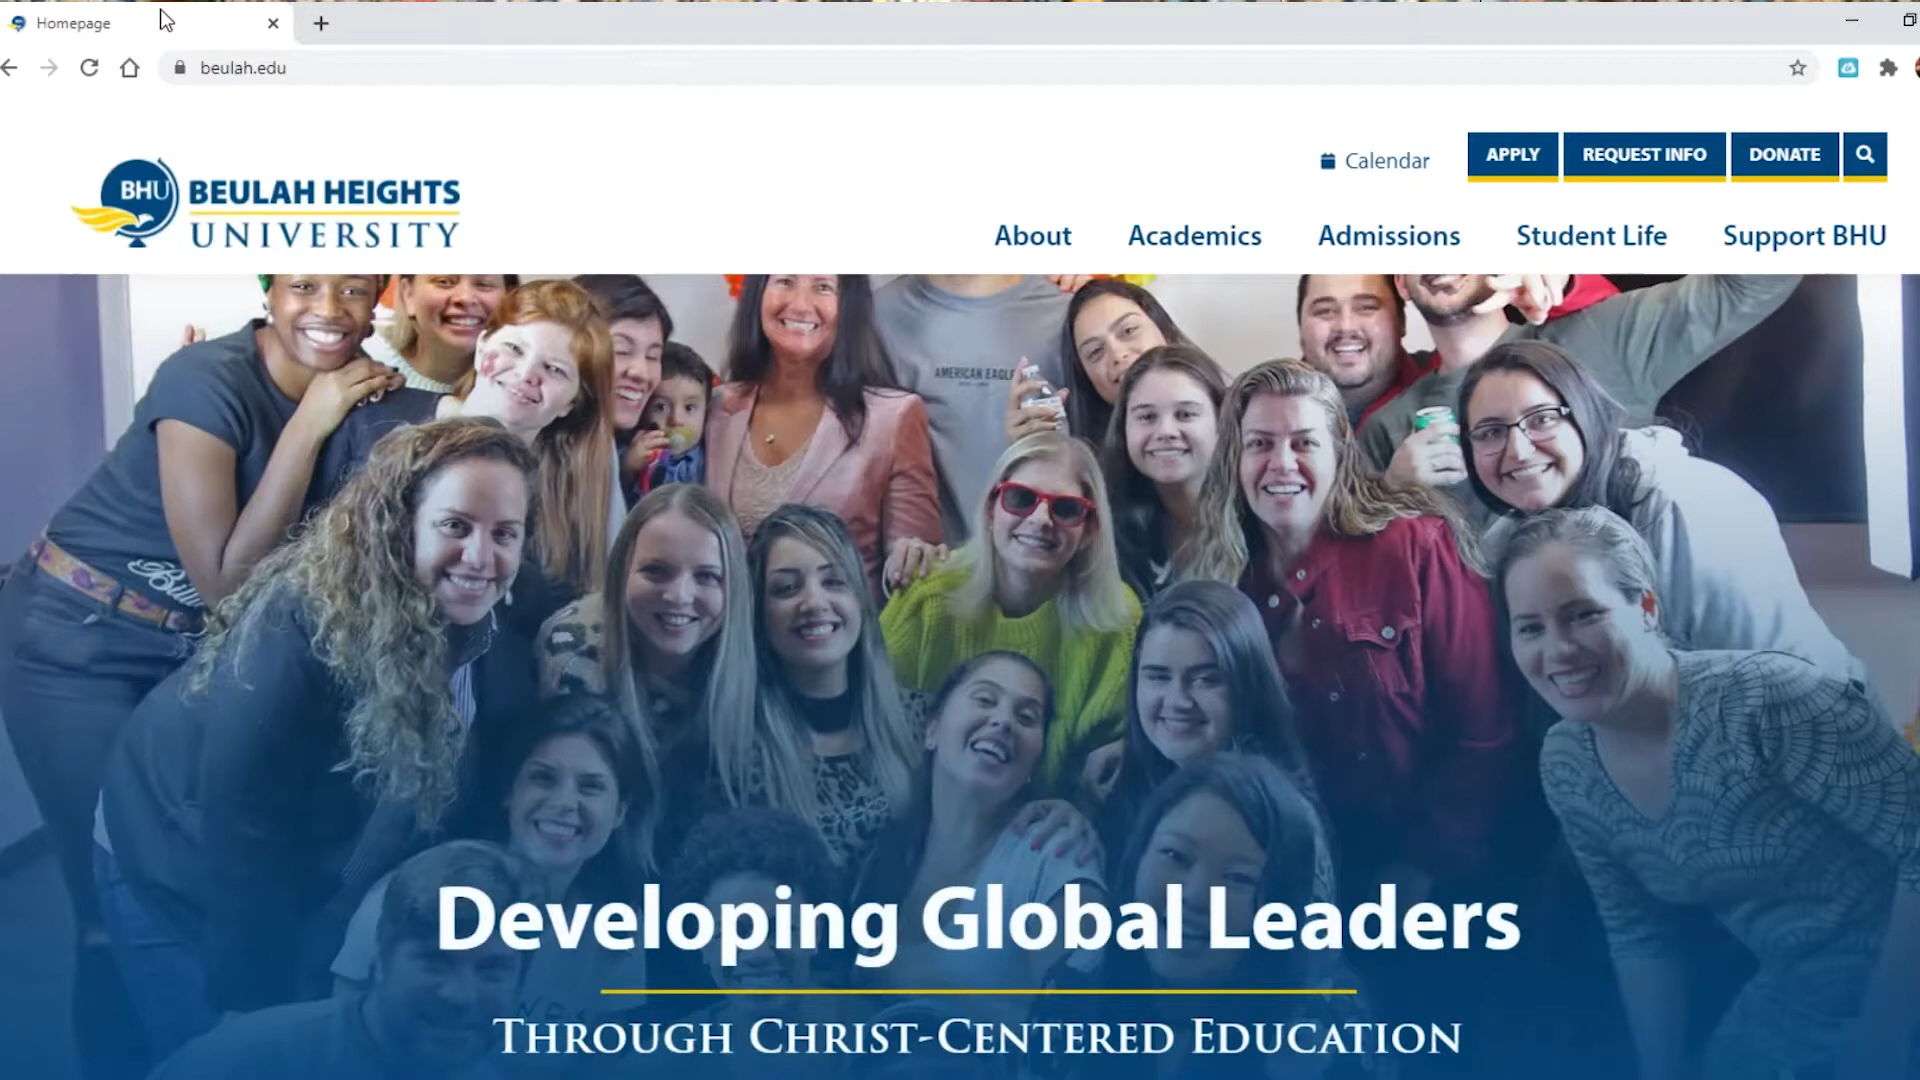 Homepage
beulah.edu
Calendar
APPLY
REQUEST INFO
DONATE
BHU
BEULAH HEIGHTS
UNIVERSITY
About
Academics
Admissions
Student Life
Support BHU
AMERICAN EAGLE
Developing Global Leaders
THROUGH CHRIST-CENTERED EDUCATION